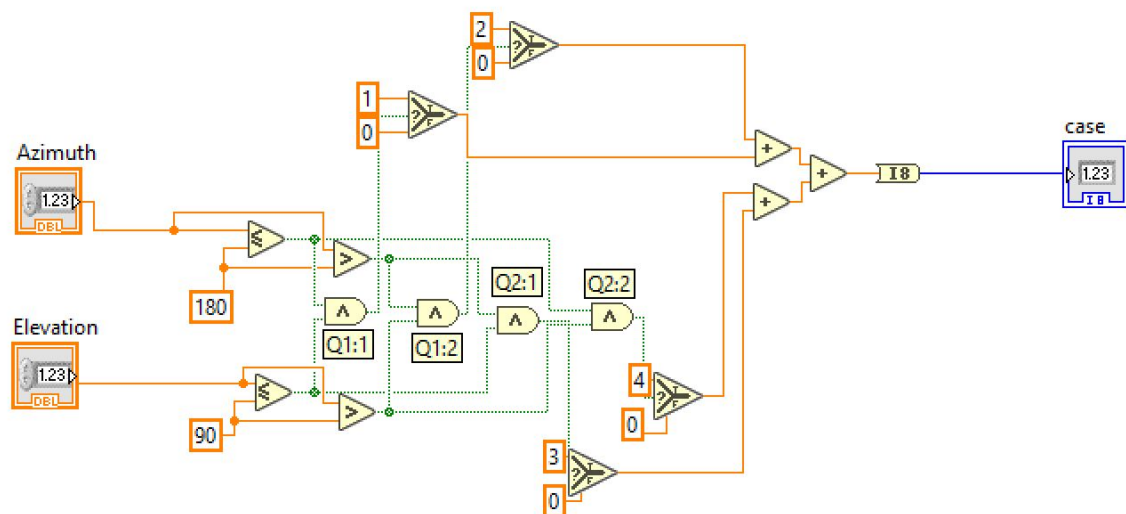 2
0
1
0
case
1.23
I8
Azimuth
1.23
DBL
+
+
+
I8
≤
>
180
Q2:1
Q2:2
∧
∧
∧
∧
Q1:1
Q1:2
Elevation
1.23
DBL
≤
>
90
4
?
T
F
0
3
?
T
F
0
?
T
F
?
T
F